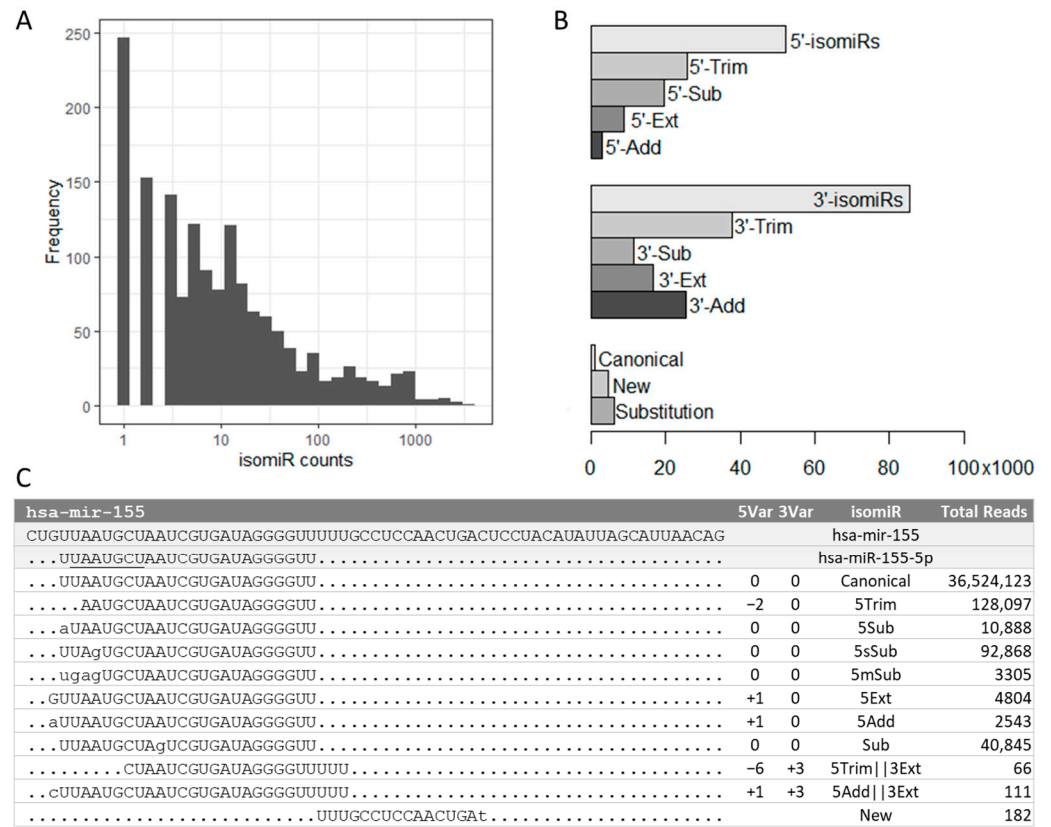 A
250
200
150
100
50
0
Frequency
1
10
100
1000
isomiR counts
B
5'-isomiRs
5'-Trim
5'-Sub
5'-Ext
5'-Add
3'-isomiRs
3'-Trim
3'-Sub
3'-Ext
3'-Add
Canonical
New
Substitution
0 20 40 60 80 100x1000
C
hsa-mir-155 5Var 3Var isomiR Total Reads
CUGUUAAUGCUAAUCGUGAUAGGGGUUUUUGCCUCCAACUGACUCCUACAUAUUAGCAUUAACAG hsa-mir-155
...UUAAUGCUAAUCGUGAUAGGGGUU...................................... hsa-miR-155-5p
...UUAAUGCUAAUCGUGAUAGGGGUU...................................... 0 0 Canonical 36,524,123
.....AAUGCUAAUCGUGAUAGGGGUU...................................... −2 0 5Trim 128,097
...aUAAUGCUAAUCGUGAUAGGGGUU...................................... 0 0 5Sub 10,888
...UUAgUGCUAAUCGUGAUAGGGGUU...................................... 0 0 5sSub 92,868
...ugagUGCUAAUCGUGAUAGGGGUU...................................... 0 0 5mSub 3305
..GUUAAUGCUAAUCGUGAUAGGGGUU...................................... +1 0 5Ext 4804
..aUUAAUGCUAAUCGUGAUAGGGGUU...................................... +1 0 5Add 2543
...UUAAUGCUAgUCGUGAUAGGGGUU...................................... 0 0 Sub 40,845
.........CUAAUCGUGAUAGGGGUUUUU................................... −6 +3 5Trim||3Ext 66
..cUUAAUGCUAAUCGUGAUAGGGGUUUUU................................... +1 +3 5Add||3Ext 111
...........................UUUGCCUCCAACUGAt...................... New 182